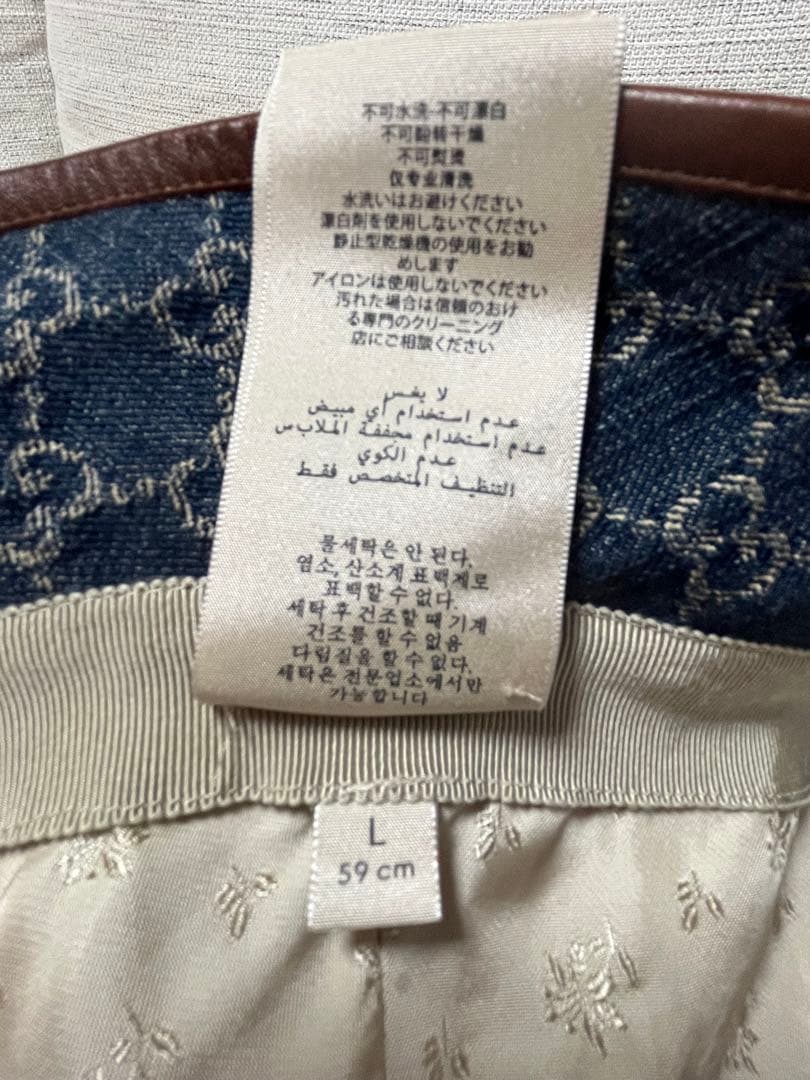 不可水洗 不可漂白
不可翻转干燥
不可熨烫
仅专业清洗
水洗いはお避けください
漂白剤を使用しないでください
静止型乾燥機の使用をお勧
めします
アイロンは使用しないでください
汚れた場合は信頼のおけ
る専門のクリーニング
店にご相談ください
لا يغس
عدم استخدام أي مبيض
عدم استخدام مجففة الملابس
عدم الكوي
التنظيف المتخصص فقط
물세탁은 안 된다.
염소, 산소계 표백제로
표백할 수 없다.
세탁 후 건조할 때 기계
건조를 할 수 없음
다림질을 할 수 없다.
세탁은 전문업소에서만
가능합니다
L
59 cm